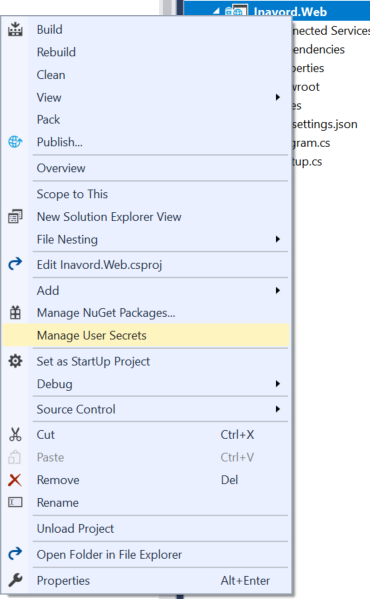 Inavord.Web
Build
Rebuild
Clean
View
Pack
Publish...
Overview
Scope to This
New Solution Explorer View
File Nesting
Edit Inavord.Web.csproj
Add
Manage NuGet Packages...
Manage User Secrets
Set as StartUp Project
Debug
Source Control
Cut Ctrl+X
Paste Ctrl+V
Remove Del
Rename
Unload Project
Open Folder in File Explorer
Properties Alt+Enter
nnected Services
endencies
perties
wroot
es
settings.json
gram.cs
tup.cs